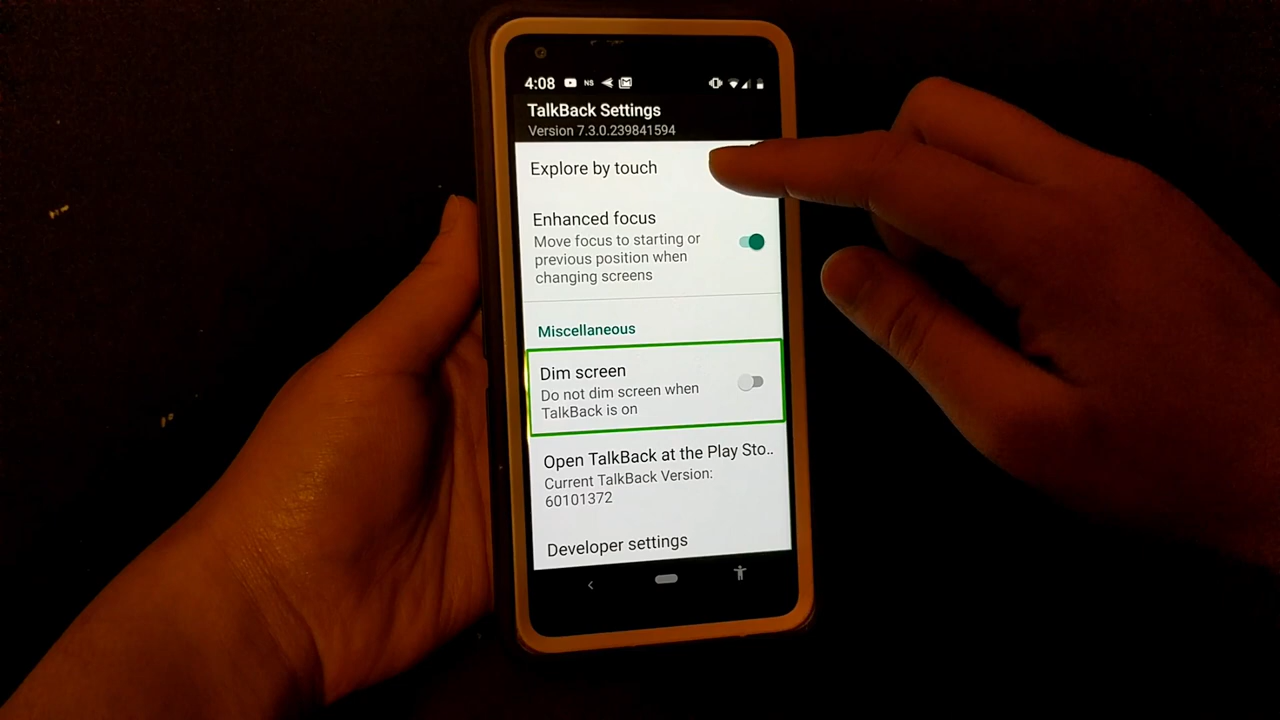 4:08 NS
TalkBack Settings
Version 7.3.0.239841594
Explore by touch
Enhanced focus
Move focus to starting or
previous position when
changing screens
Miscellaneous
Dim screen
Do not dim screen when
TalkBack is on
Open TalkBack at the Play Sto..
Current TalkBack Version:
60101372
Developer settings